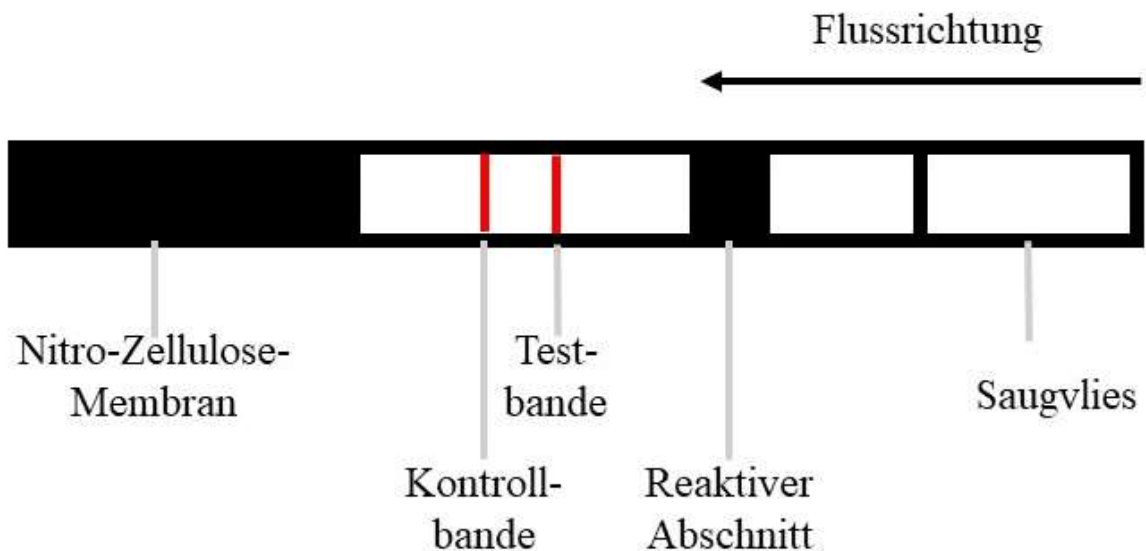 Flussrichtung
Nitro-Zellulose-
Membran
Test-
bande
Saugvlies
Kontroll-
bande
Reaktiver
Abschnitt